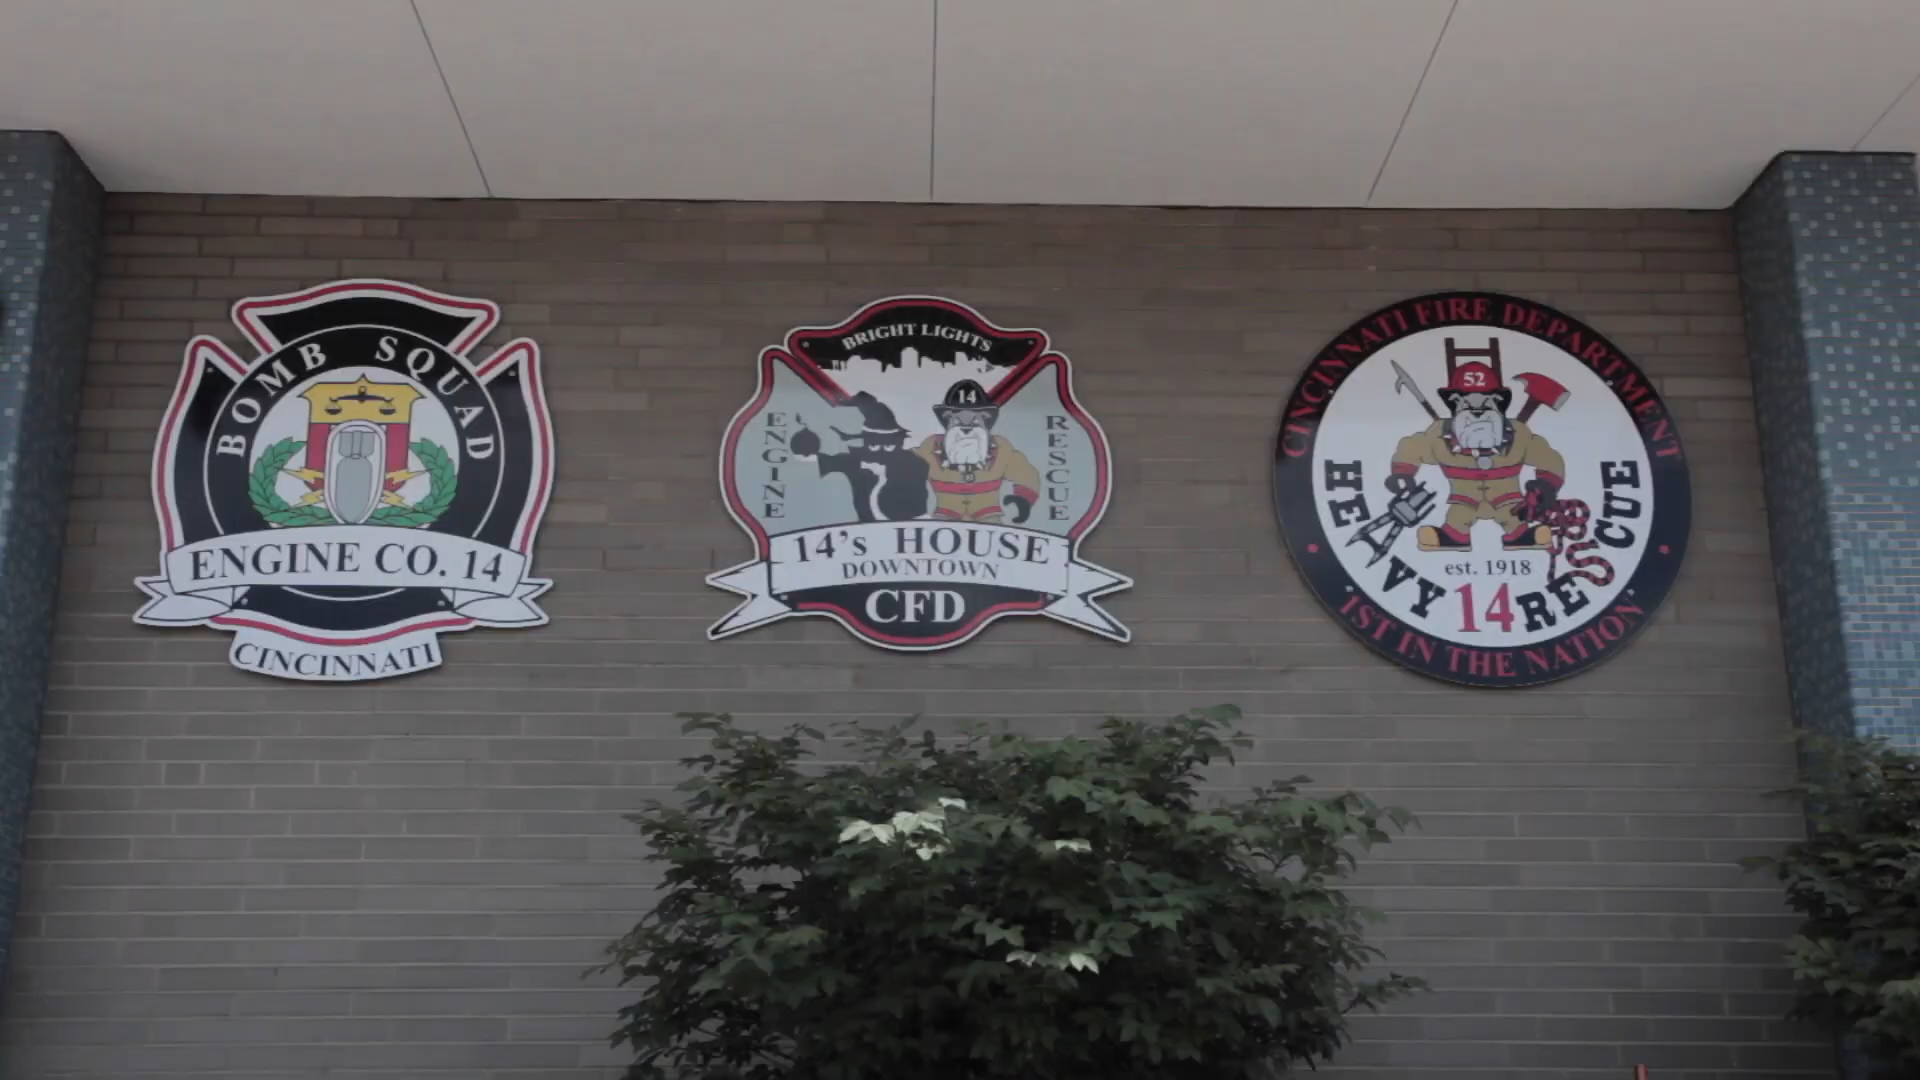 BOMB SQUAD
ENGINE CO. 14
CINCINNATI
BRIGHT LIGHTS
14
ENGINE
RESCUE
14's HOUSE
DOWNTOWN
CFD
CINCINNATI FIRE DEPARTMENT
52
HEAVY 14 RESCUE
est. 1918
1ST IN THE NATION